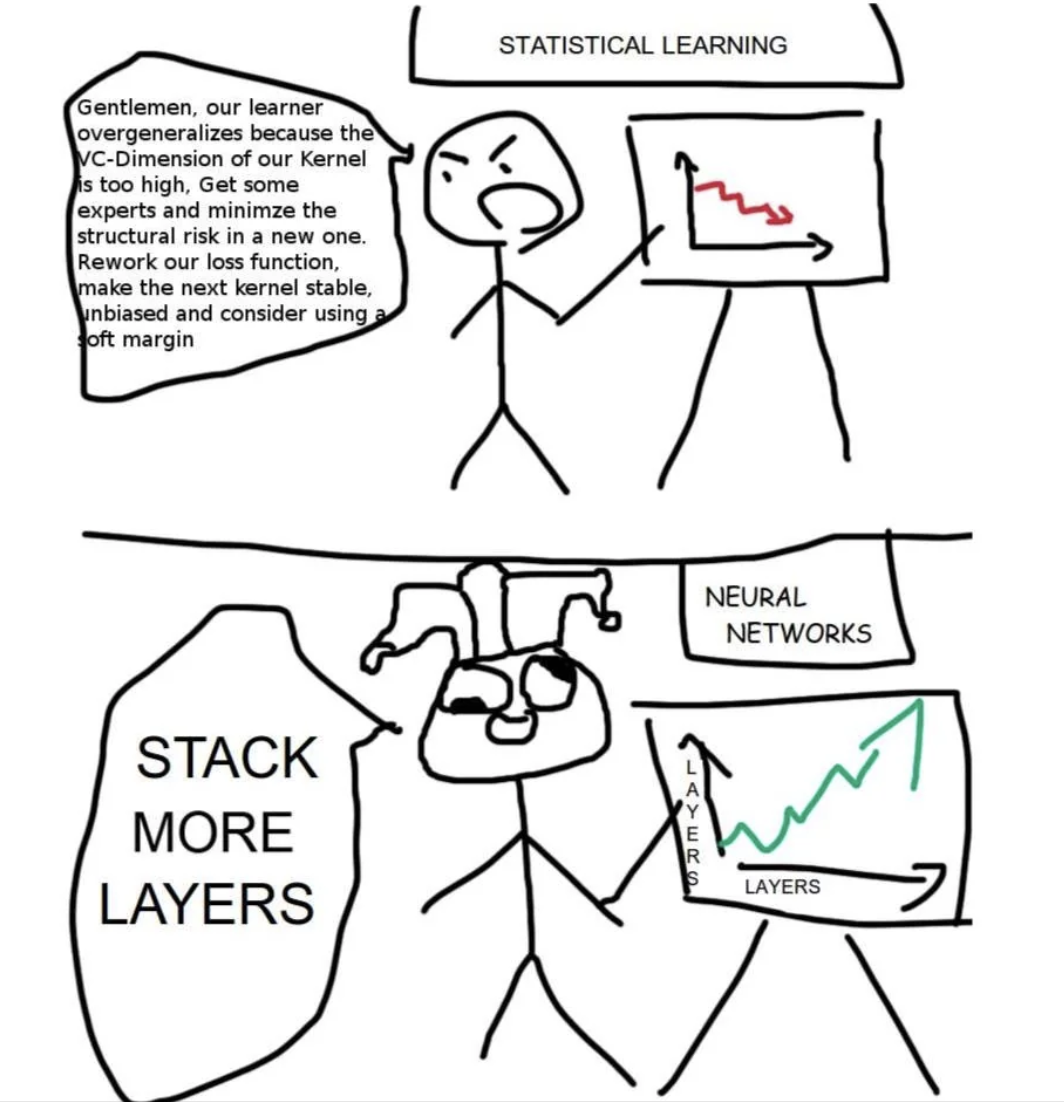 STATISTICAL LEARNING
Gentlemen, our learner
overgeneralizes because the
VC-Dimension of our Kernel
is too high, Get some
experts and minimze the
structural risk in a new one.
Rework our loss function,
make the next kernel stable,
unbiased and consider using a
soft margin
NEURAL
NETWORKS
STACK
MORE
LAYERS
LAYERS
LAYERS